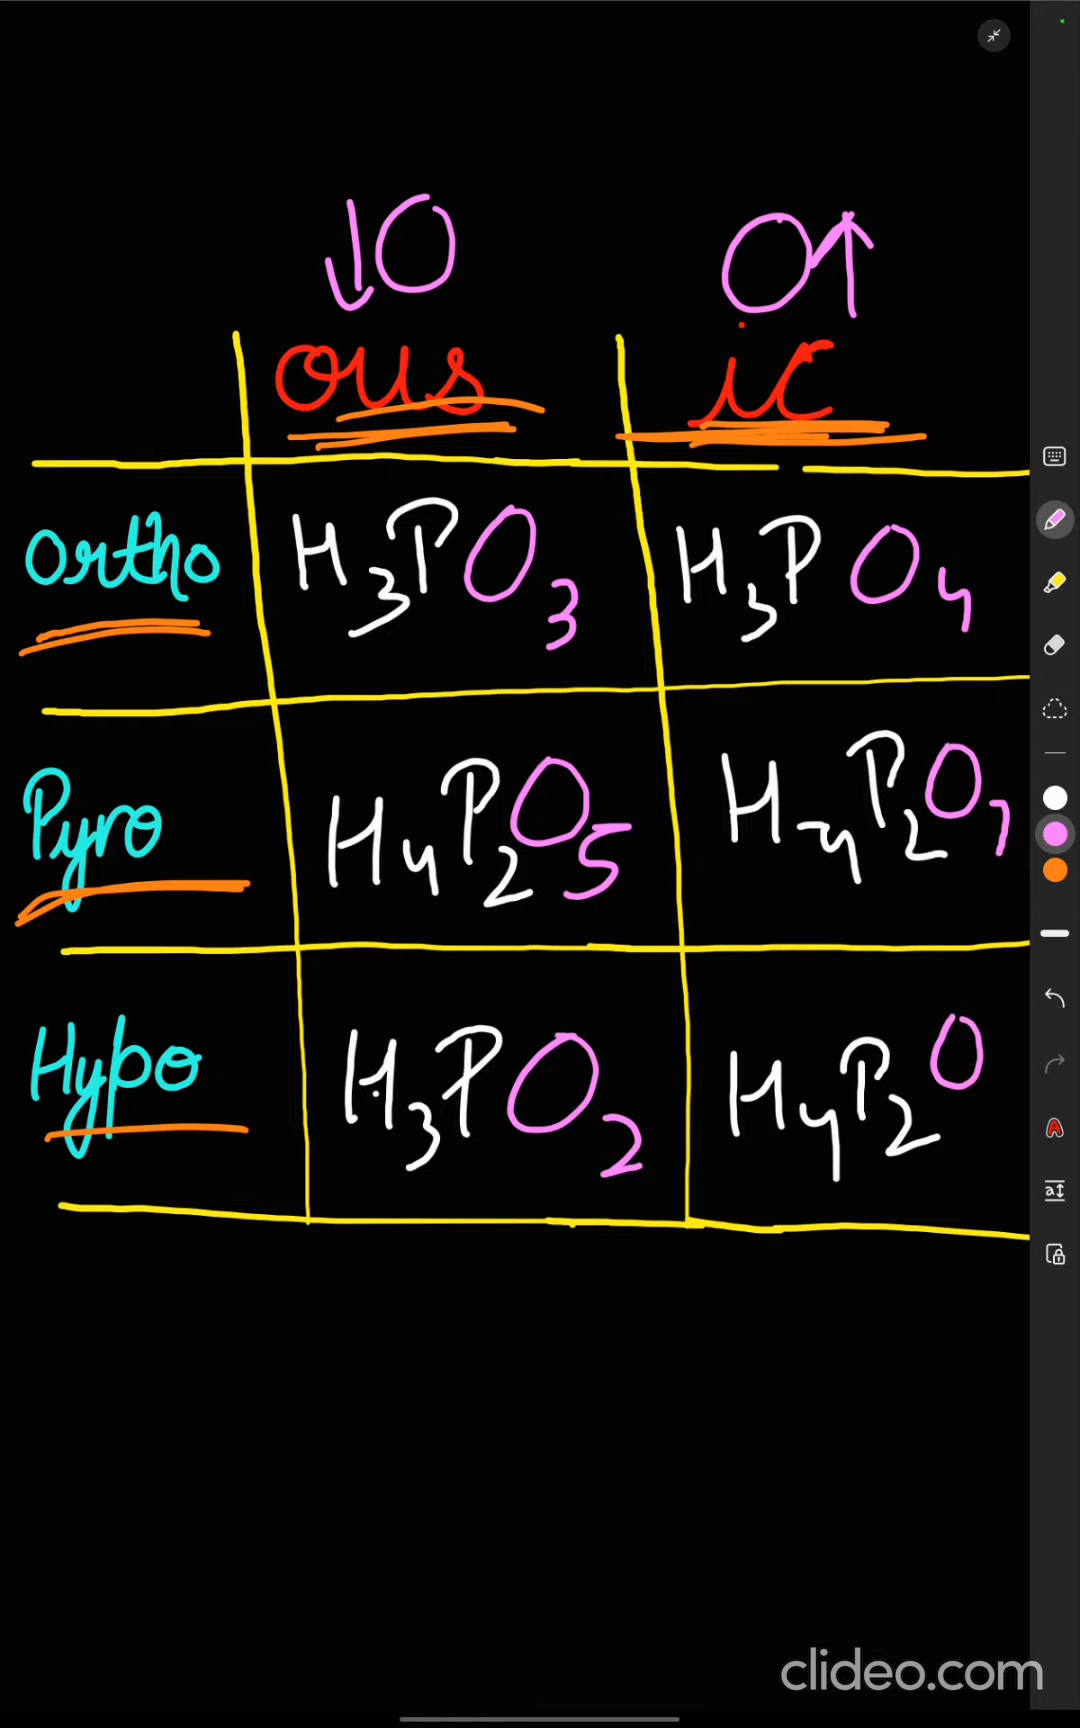 ↓O O↑
ous ic
Ortho H₃PO₃ H₃PO₄
Pyro H₄P₂O₅ H₄P₂O₇
Hypo H₃PO₂ H₄P₂O
clideo.com